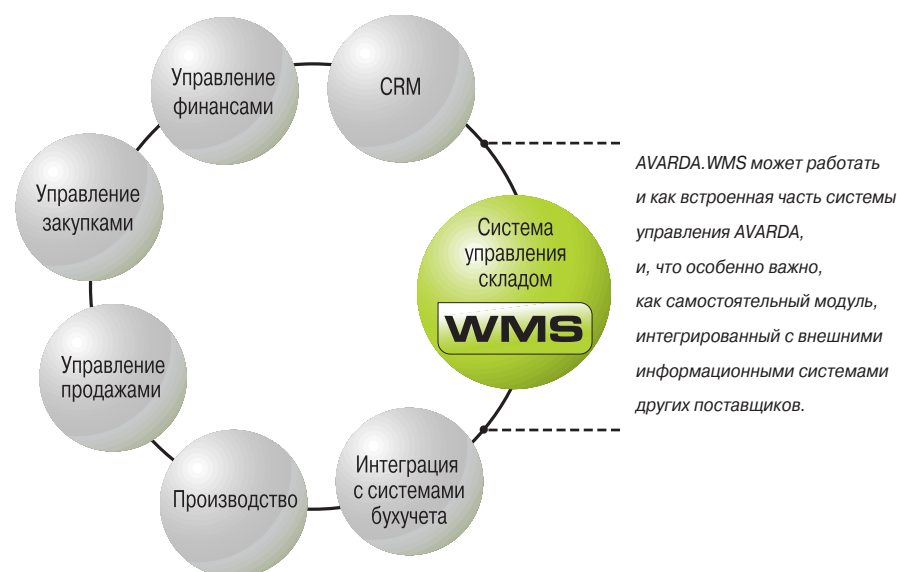 Управление
финансами
CRM
Управление
закупками
Система
управления
складом
WMS
AVARDA.WMS может работать
и как встроенная часть системы
управления AVARDA,
и, что особенно важно,
как самостоятельный модуль,
интегрированный с внешними
информационными системами
других поставщиков.
Управление
продажами
Производство
Интеграция
с системами
бухучета